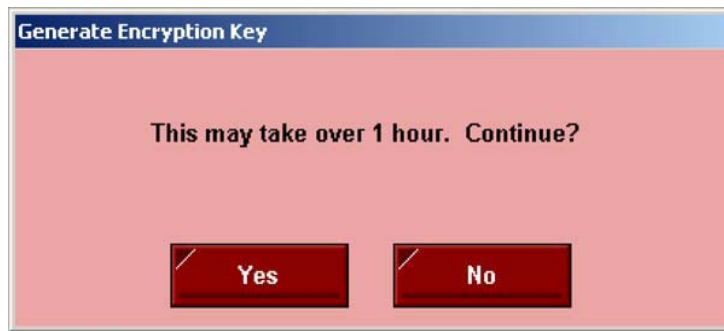 Generate Encryption Key
This may take over 1 hour.  Continue?
Yes
No